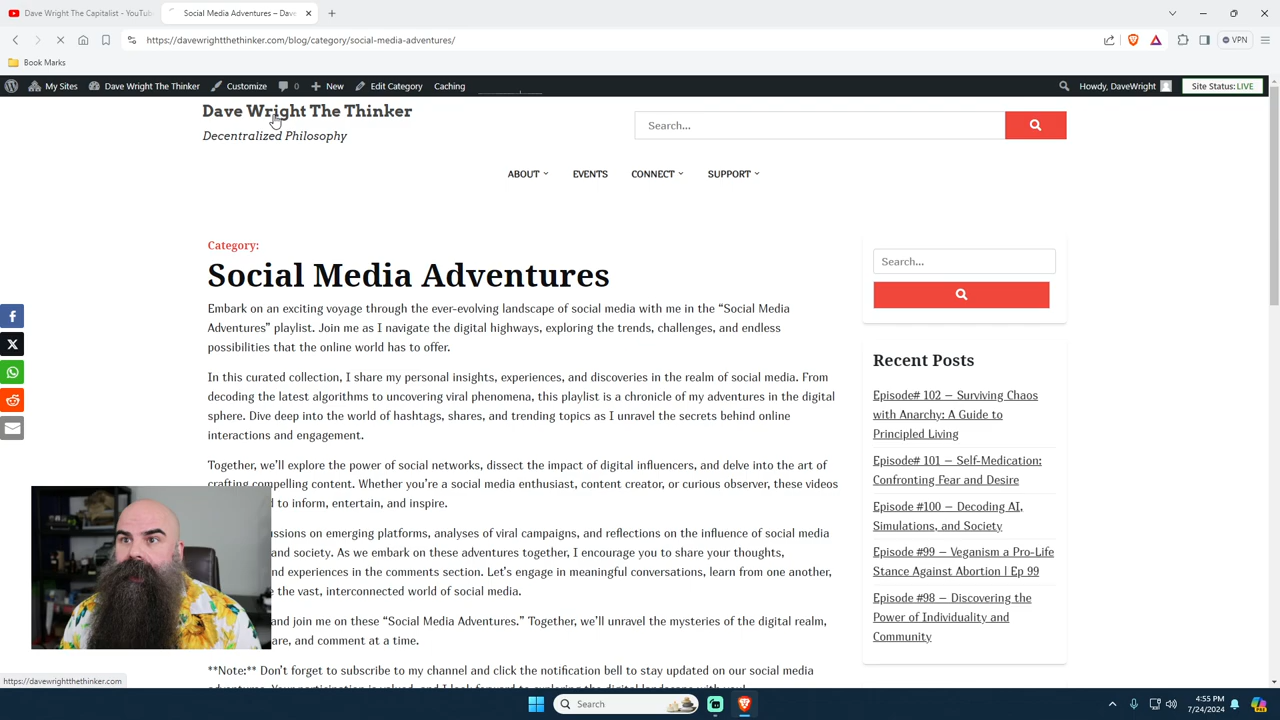 Dave Wright The Capitalist - YouTu
Social Media Adventures – Dave
https://davewrightthethinker.com/blog/category/social-media-adventures/
VPN
Book Marks
My Sites
Dave Wright The Thinker
Customize
0
New
Edit Category
Caching
Howdy, DaveWright
Site Status: LIVE
Dave Wright The Thinker
Decentralized Philosophy
Search...
ABOUT
EVENTS
CONNECT
SUPPORT
Category:
Social Media Adventures
Embark on an exciting voyage through the ever-evolving landscape of social media with me in the “Social Media
Adventures” playlist. Join me as I navigate the digital highways, exploring the trends, challenges, and endless
possibilities that the online world has to offer.
In this curated collection, I share my personal insights, experiences, and discoveries in the realm of social media. From
decoding the latest algorithms to uncovering viral phenomena, this playlist is a chronicle of my adventures in the digital
sphere. Dive deep into the world of hashtags, shares, and trending topics as I unravel the secrets behind online
interactions and engagement.
Together, we’ll explore the power of social networks, dissect the impact of digital influencers, and delve into the art of
crafting compelling content. Whether you’re a social media enthusiast, content creator, or curious observer, these videos
d to inform, entertain, and inspire.
ussions on emerging platforms, analyses of viral campaigns, and reflections on the influence of social media
and society. As we embark on these adventures together, I encourage you to share your thoughts,
nd experiences in the comments section. Let’s engage in meaningful conversations, learn from one another,
e the vast, interconnected world of social media.
and join me on these “Social Media Adventures.” Together, we’ll unravel the mysteries of the digital realm,
are, and comment at a time.
**Note:** Don’t forget to subscribe to my channel and click the notification bell to stay updated on our social media
adventures. Your participation is valued, and I look forward to exploring the digital landscape with you!
Search...
Recent Posts
Episode# 102 – Surviving Chaos
with Anarchy: A Guide to
Principled Living
Episode# 101 – Self-Medication:
Confronting Fear and Desire
Episode #100 – Decoding AI,
Simulations, and Society
Episode #99 – Veganism a Pro-Life
Stance Against Abortion | Ep 99
Episode #98 – Discovering the
Power of Individuality and
Community
https://davewrightthethinker.com
Search
4:55 PM
7/24/2024